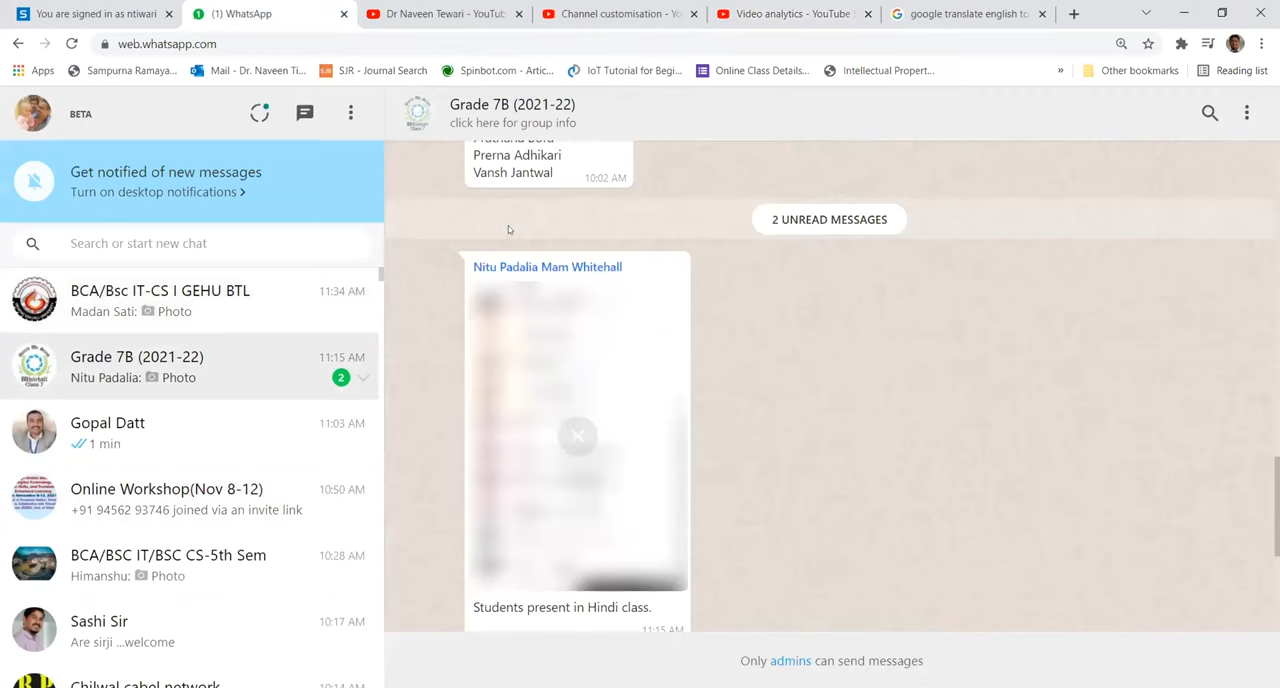 You are signed in as ntiwari
(1) WhatsApp
Dr Naveen Tewari - YouTub
Channel customisation - Yo
Video analytics - YouTube
google translate english to
web.whatsapp.com
Apps
Sampurna Ramaya...
Mail - Dr. Naveen Ti...
SJR - Journal Search
Spinbot.com - Artic...
IoT Tutorial for Begi...
Online Class Details...
Intellectual Propert...
»
Other bookmarks
Reading list
BETA
Get notified of new messages
Turn on desktop notifications >
Search or start new chat
BCA/Bsc IT-CS I GEHU BTL
11:34 AM
Madan Sati: Photo
Grade 7B (2021-22)
11:15 AM
Nitu Padalia: Photo
2
Gopal Datt
11:03 AM
1 min
Online Workshop(Nov 8-12)
10:50 AM
+91 94562 93746 joined via an invite link
BCA/BSC IT/BSC CS-5th Sem
10:28 AM
Himanshu: Photo
Sashi Sir
10:17 AM
Are sirji ...welcome
Chilwal cabel network
10:14 AM
Grade 7B (2021-22)
click here for group info
Prerna Adhikari
Vansh Jantwal
10:02 AM
2 UNREAD MESSAGES
Nitu Padalia Mam Whitehall
Students present in Hindi class.
11:15 AM
Only admins can send messages